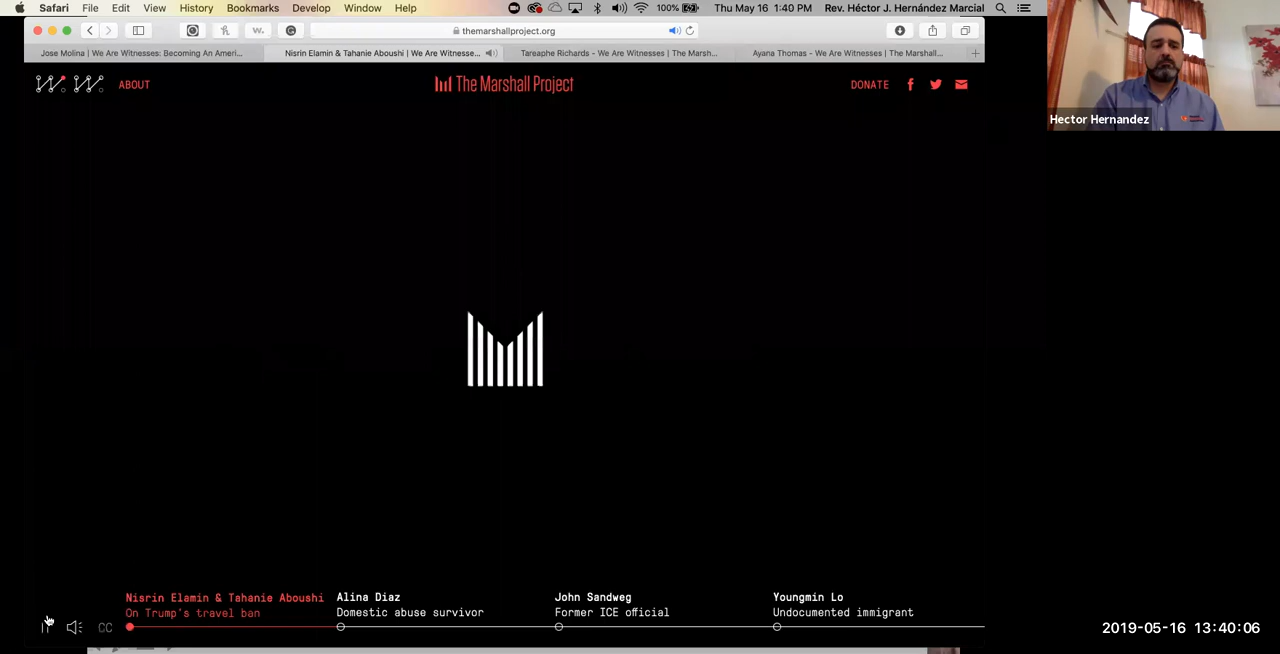 Safari File Edit View History Bookmarks Develop Window Help 100% Thu May 16 1:40 PM Rev. Héctor J. Hernández Marcial
themarshallproject.org
Jose Molina | We Are Witnesses: Becoming An Ameri... Nisrin Elamin & Tahanie Aboushi | We Are Witnesse... Tareaphe Richards - We Are Witnesses | The Marsh... Ayana Thomas - We Are Witnesses | The Marshall...
ABOUT The Marshall Project DONATE
Hector Hernandez
Nisrin Elamin & Tahanie Aboushi Alina Diaz John Sandweg Youngmin Lo
On Trump's travel ban Domestic abuse survivor Former ICE official Undocumented immigrant
CC
2019-05-16 13:40:06